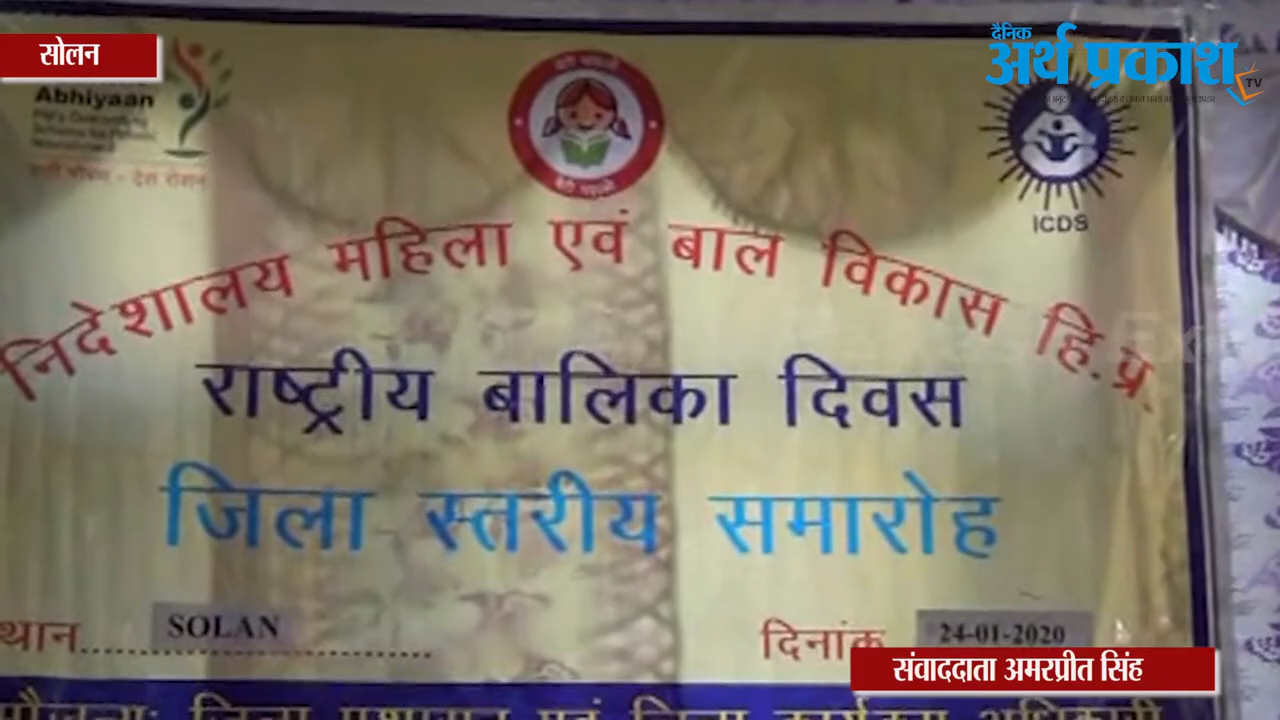 सोलन
दैनिक
अर्थ प्रकाश
TV
Abhiyaan
ICDS
निदेशालय महिला एवं बाल विकास हि.प्र.
राष्ट्रीय बालिका दिवस
जिला स्तरीय समारोह
SOLAN
दिनांक 24-01-2020
संवाददाता अमरप्रीत सिंह